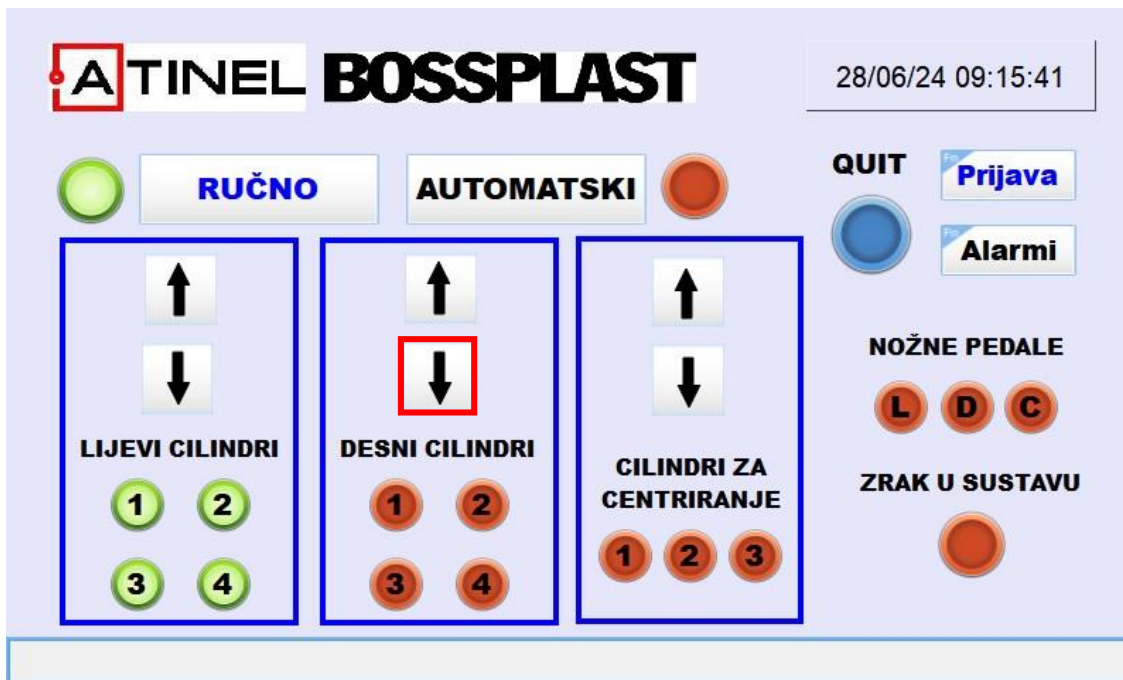 ATINEL BOSSPLAST
28/06/24 09:15:41
RUČNO
AUTOMATSKI
QUIT
Prijava
Alarmi
LIJEVI CILINDRI
1 2
3 4
DESNI CILINDRI
1 2
3 4
CILINDRI ZA
CENTRIRANJE
1 2 3
NOŽNE PEDALE
L D C
ZRAK U SUSTAVU